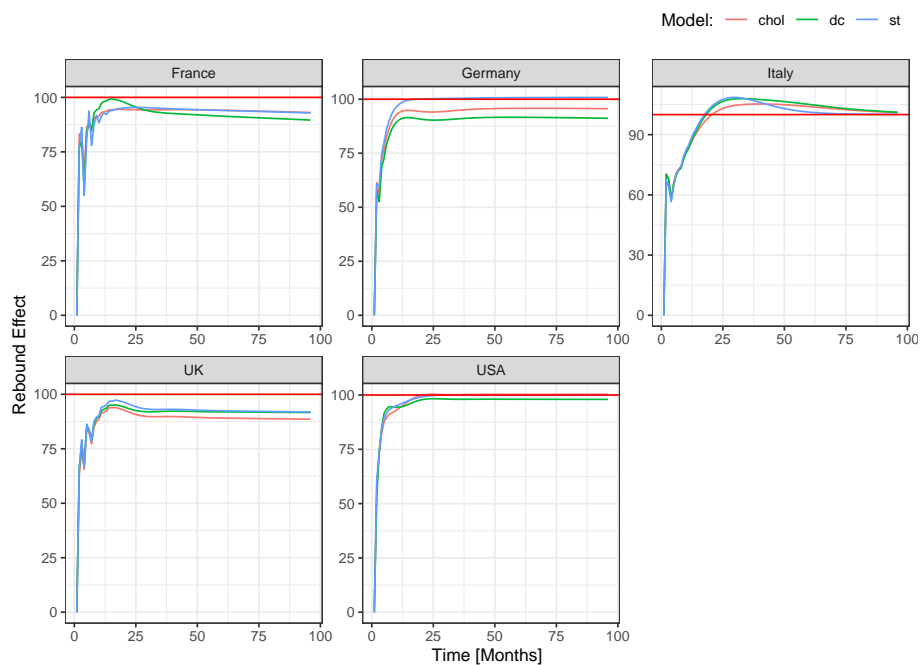 Model: chol dc st
France Germany Italy
100 100
75 75 90
50 50 60
25 25 30
0 0 0
0 25 50 75 100 0 25 50 75 100 0 25 50 75 100
Rebound Effect
UK USA
100 100
75 75
50 50
25 25
0 0
0 25 50 75 100 0 25 50 75 100
Time [Months]